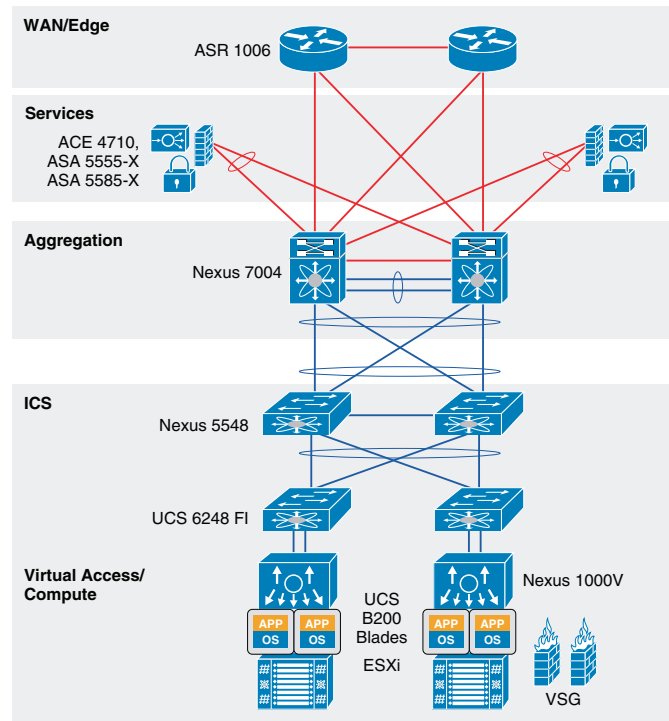 WAN/Edge
ASR 1006
Services
ACE 4710,
ASA 5555-X
ASA 5585-X
Aggregation
Nexus 7004
ICS
Nexus 5548
UCS 6248 FI
Virtual Access/
Compute
Nexus 1000V
UCS
B200
Blades
APP
OS
APP
OS
APP
OS
APP
OS
ESXi
VSG